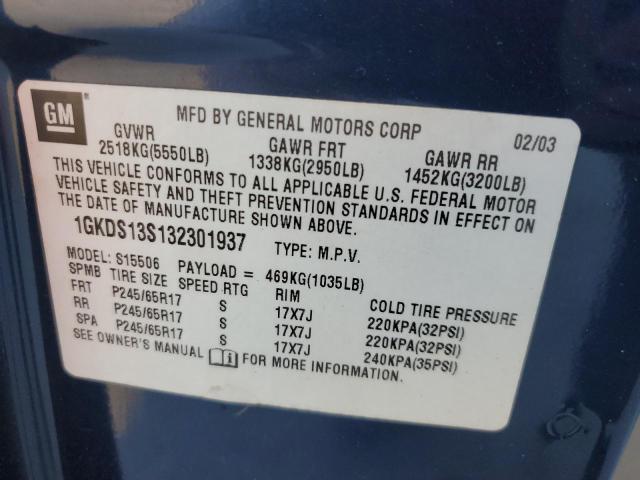 GM ®
MFD BY GENERAL MOTORS CORP 02/03
GVWR GAWR FRT GAWR RR
2518KG(5550LB) 1338KG(2950LB) 1452KG(3200LB)
THIS VEHICLE CONFORMS TO ALL APPLICABLE U.S. FEDERAL MOTOR
VEHICLE SAFETY AND THEFT PREVENTION STANDARDS IN EFFECT ON
THE DATE OF MANUFACTURE SHOWN ABOVE.
1GKDS13S132301937 TYPE: M.P.V.
MODEL: S15506 PAYLOAD = 469KG(1035LB)
SPMB TIRE SIZE SPEED RTG RIM COLD TIRE PRESSURE
FRT P245/65R17 S 17X7J 220KPA(32PSI)
RR P245/65R17 S 17X7J 220KPA(32PSI)
SPA P245/65R17 S 17X7J 240KPA(35PSI)
SEE OWNER'S MANUAL FOR MORE INFORMATION.